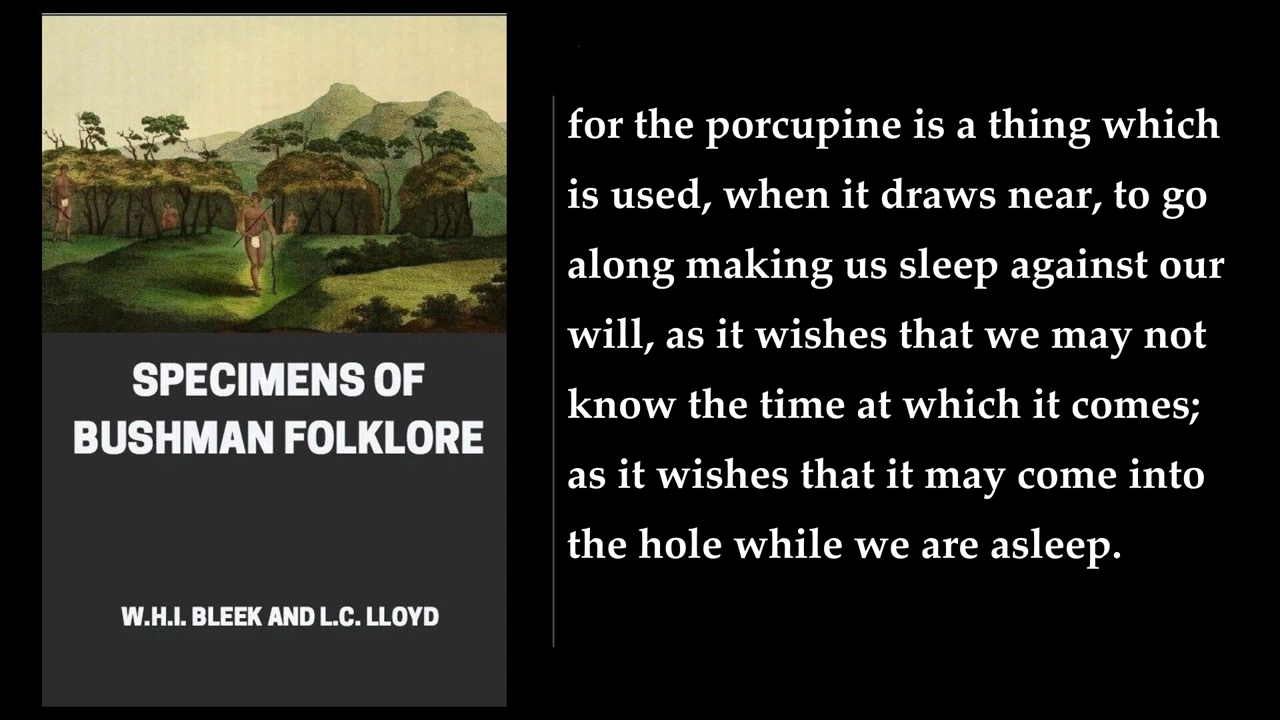 SPECIMENS OF
BUSHMAN FOLKLORE
W.H.I. BLEEK AND L.C. LLOYD
for the porcupine is a thing which
is used, when it draws near, to go
along making us sleep against our
will, as it wishes that we may not
know the time at which it comes;
as it wishes that it may come into
the hole while we are asleep.